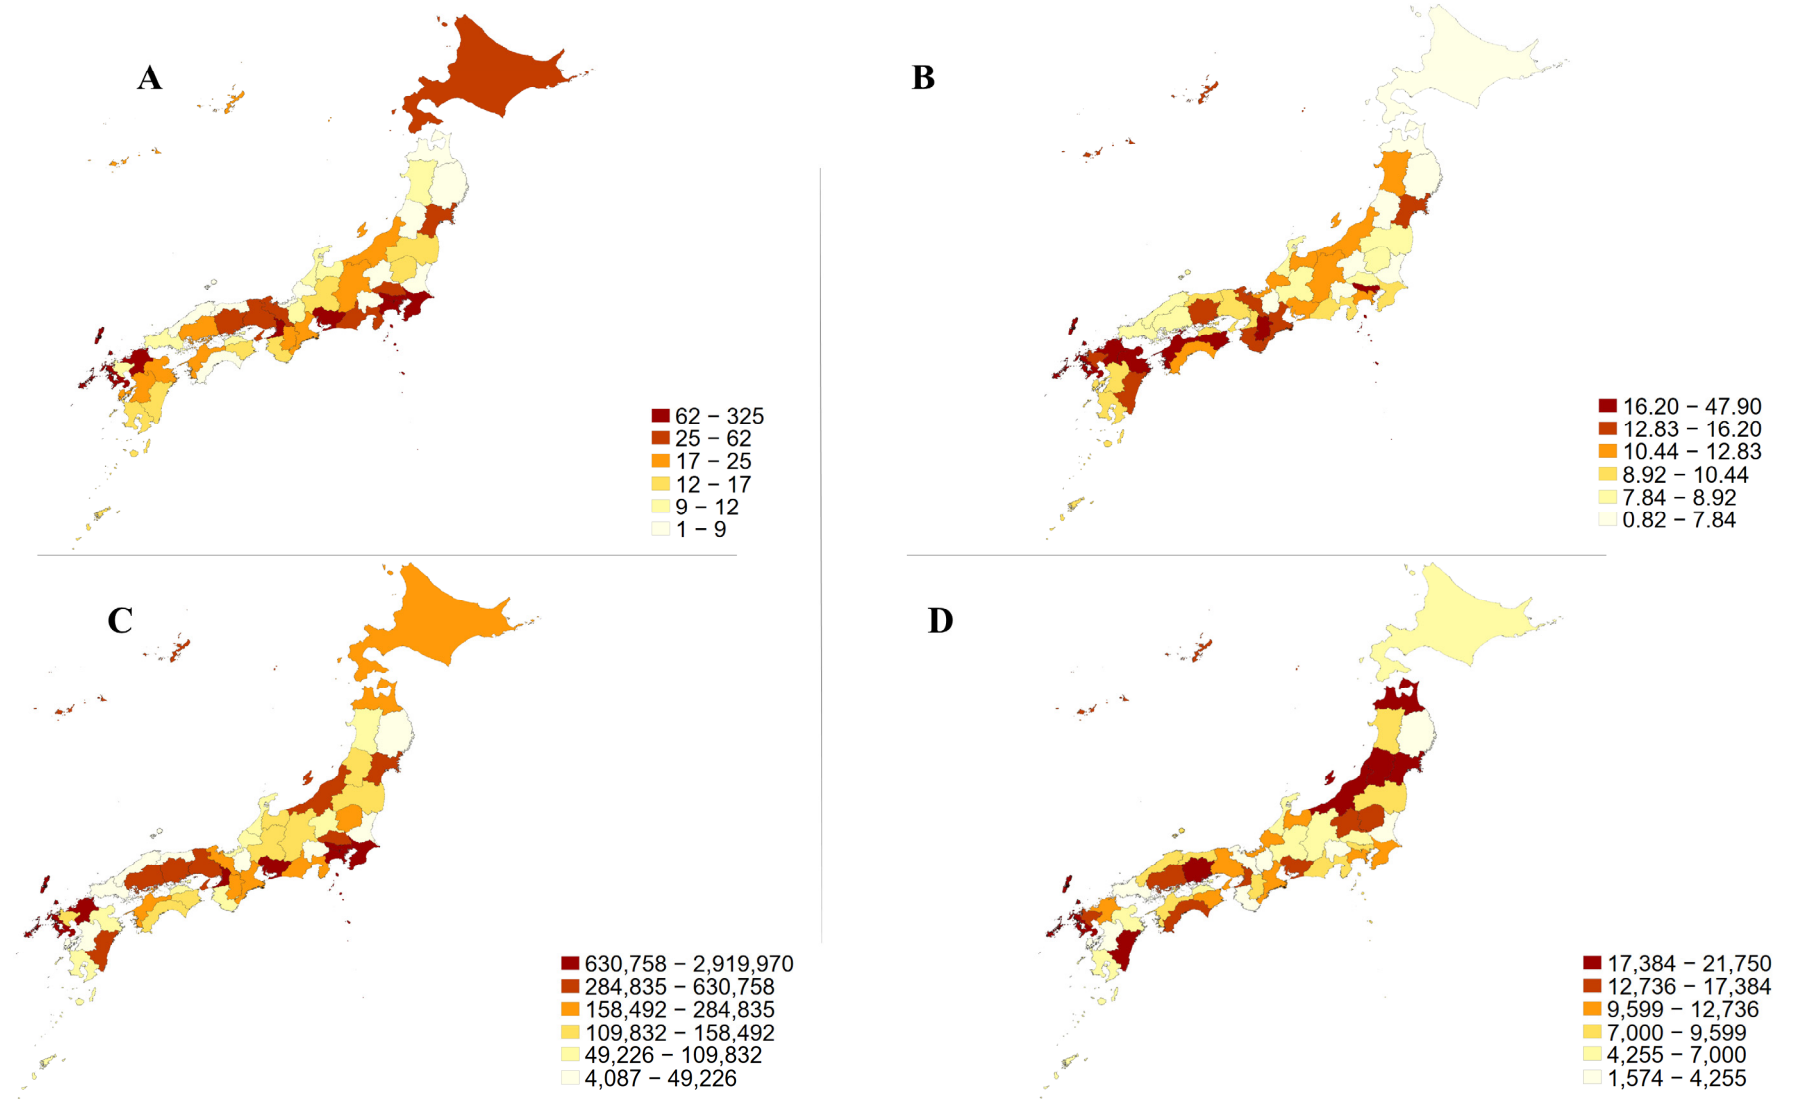 A
62 – 325
25 – 62
17 – 25
12 – 17
9 – 12
1 – 9
B
16.20 – 47.90
12.83 – 16.20
10.44 – 12.83
8.92 – 10.44
7.84 – 8.92
0.82 – 7.84
C
630,758 – 2,919,970
284,835 – 630,758
158,492 – 284,835
109,832 – 158,492
49,226 – 109,832
4,087 – 49,226
D
17,384 – 21,750
12,736 – 17,384
9,599 – 12,736
7,000 – 9,599
4,255 – 7,000
1,574 – 4,255